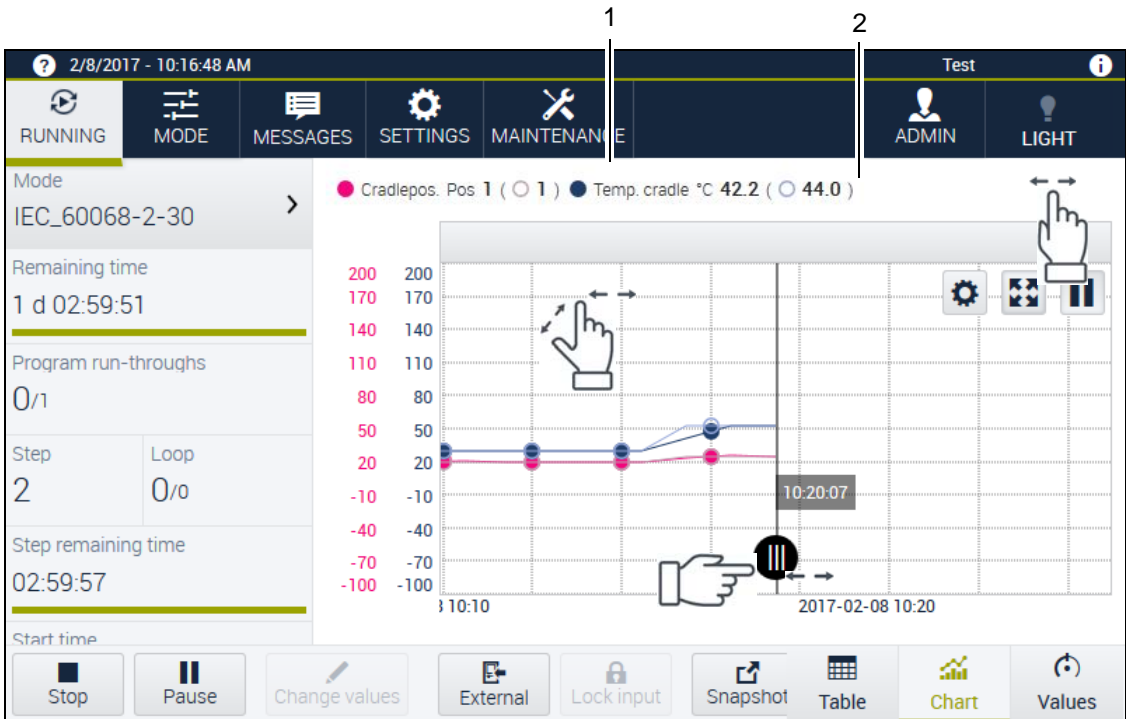 1
2
2/8/2017 - 10:16:48 AM
Test
RUNNING
MODE
MESSAGES
SETTINGS
MAINTENANCE
ADMIN
LIGHT
Mode
IEC_60068-2-30
Cradlepos. Pos 1 ( 1 ) Temp. cradle °C 42.2 ( 44.0 )
Remaining time
1 d 02:59:51
Program run-throughs
0/1
Step
2
Loop
0/0
Step remaining time
02:59:57
Start time
200 200
170 170
140 140
110 110
80 80
50 50
20 20
-10 -10
-40 -40
-70 -70
-100 -100
10:20:07
10:10
2017-02-08 10:20
Stop
Pause
Change values
External
Lock input
Snapshot
Table
Chart
Values